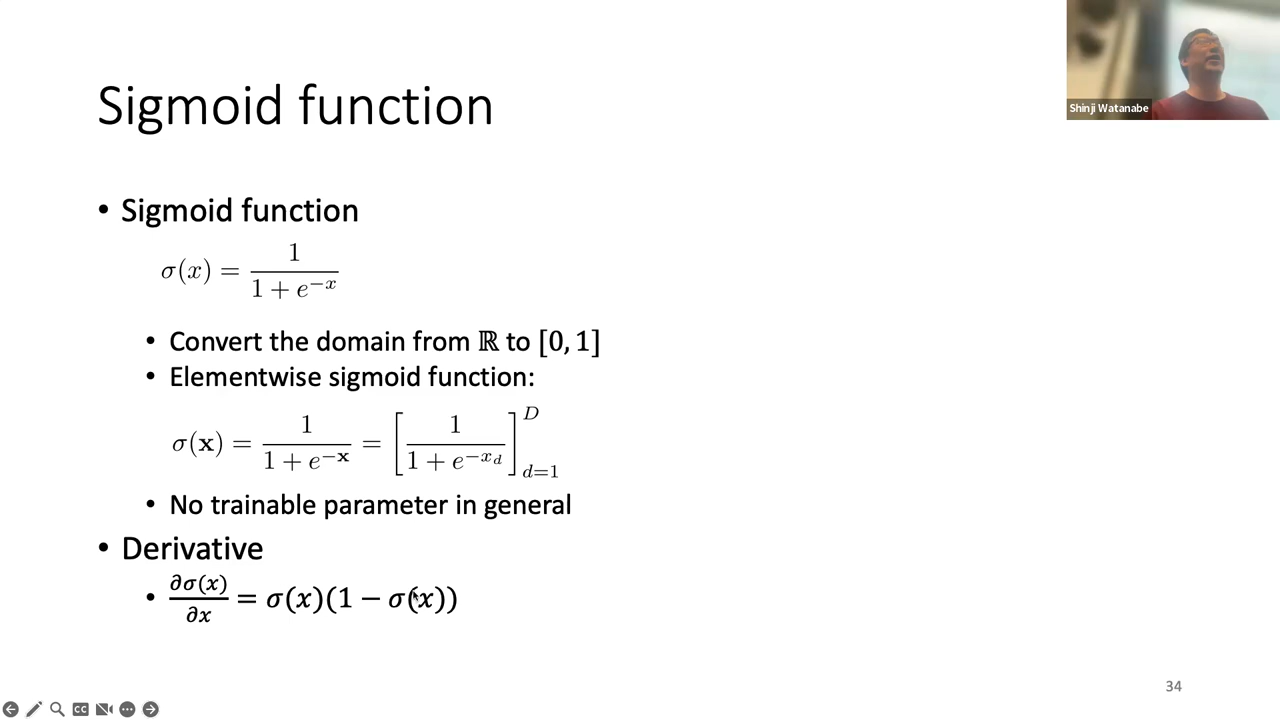 Shinji Watanabe
Sigmoid function
• Sigmoid function
σ(x) = 1 / (1 + e^{−x})
• Convert the domain from ℝ to [0, 1]
• Elementwise sigmoid function:
σ(𝐱) = 1 / (1 + e^{−𝐱}) = [1 / (1 + e^{−x_d})]_{d=1}^{D}
• No trainable parameter in general
• Derivative
• ∂σ(x)/∂x = σ(x)(1 − σ(x))
34
CC